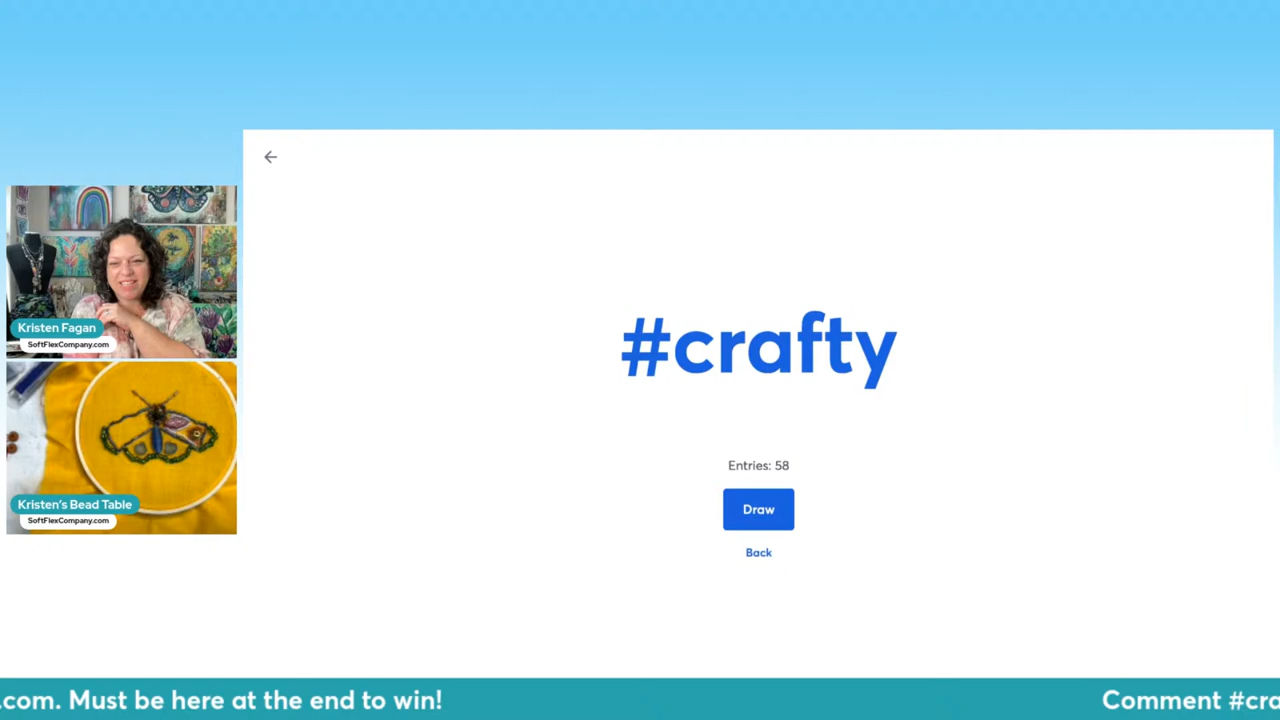 Kristen Fagan
SoftFlexCompany.com
Kristen's Bead Table
SoftFlexCompany.com
#crafty
Entries: 58
Draw
Back
.com. Must be here at the end to win!
Comment #cra